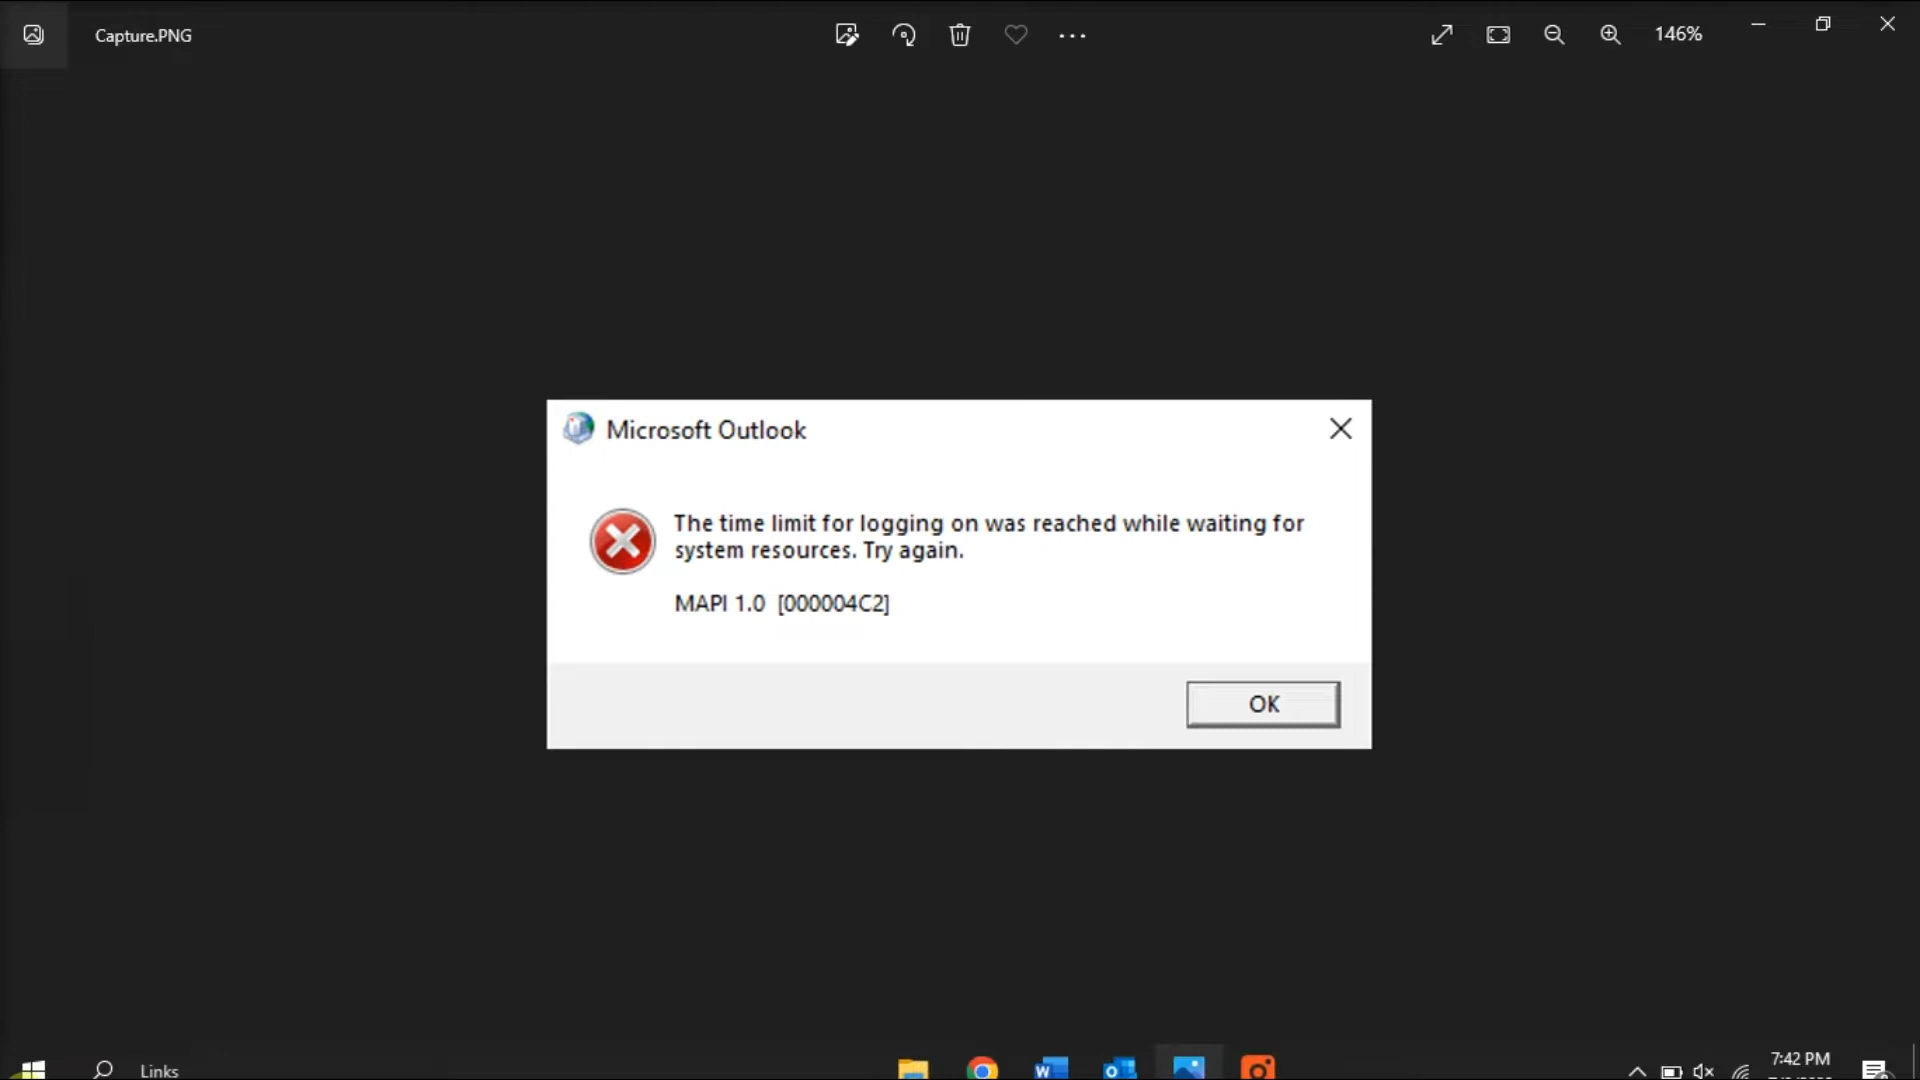 Capture.PNG
146%
Microsoft Outlook
The time limit for logging on was reached while waiting for
system resources. Try again.
MAPI 1.0 [000004C2]
OK
Links
7:42 PM